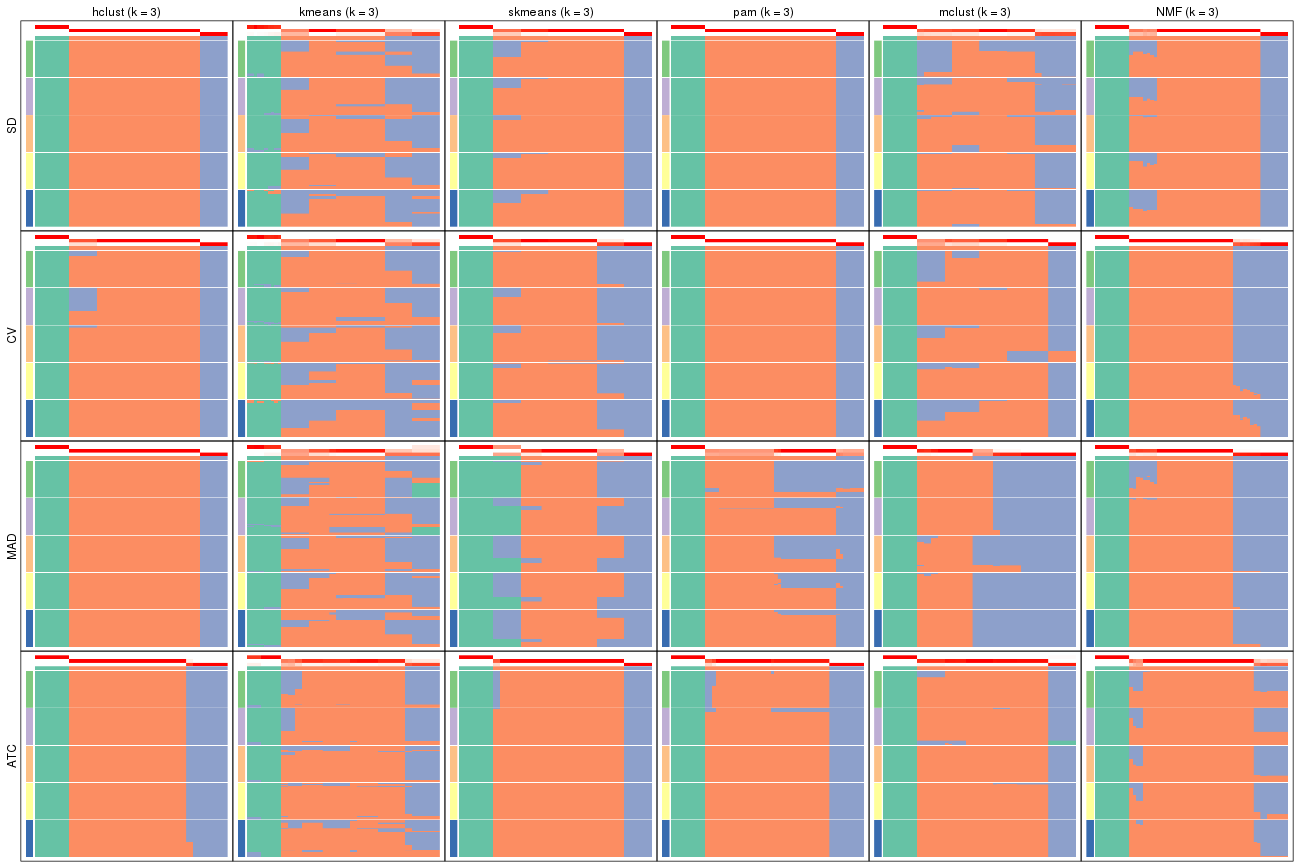 hclust (k = 3) kmeans (k = 3) skmeans (k = 3) pam (k = 3) mclust (k = 3) NMF (k = 3)
SD
CV
MAD
ATC